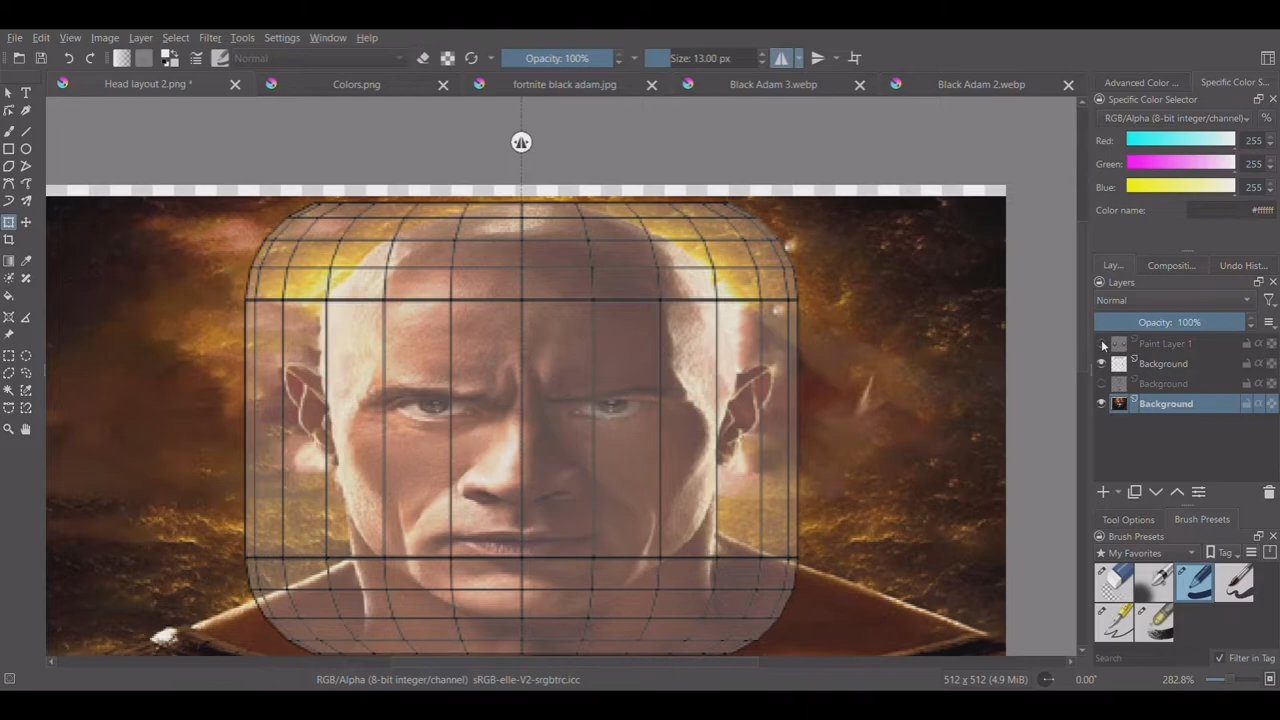 File Edit View Image Layer Select Filter Tools Settings Window Help
Normal Opacity: 100% Size: 13.00 px
Head layout 2.png * Colors.png fortnite black adam.jpg Black Adam 3.webp Black Adam 2.webp
Advanced Color ... Specific Color S...
Specific Color Selector
RGB/Alpha (8-bit integer/channel) %
Red: 255
Green: 255
Blue: 255
Color name: #ffffff
Lay... Compositi... Undo Hist...
Layers
Normal
Opacity: 100%
Paint Layer 1
Background
Background
Background
Tool Options Brush Presets
Brush Presets
My Favorites Tag
Search Filter in Tag
RGB/Alpha (8-bit integer/channel) sRGB-elle-V2-srgbtrc.icc 512 x 512 (4.9 MiB) 0.00° 282.8%